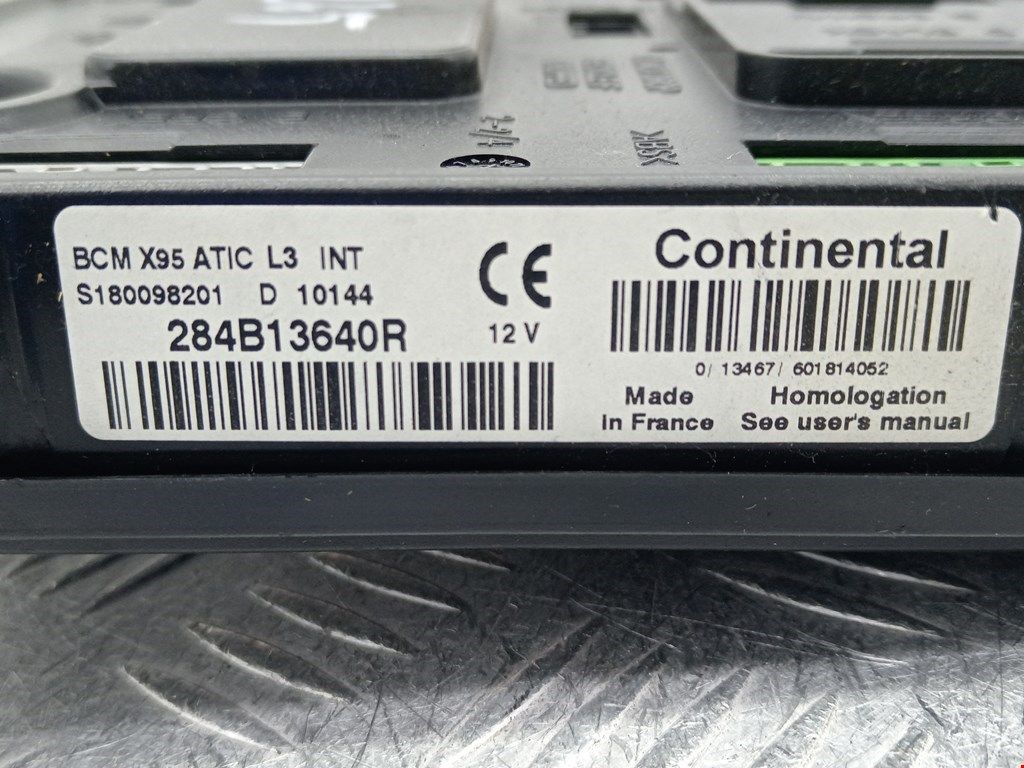 BCM X95 ATIC L3 INT
S180098201 D 10144
284B13640R
CE
12 V
Continental
0/ 13467/ 601814052
Made
in France
Homologation
See user's manual